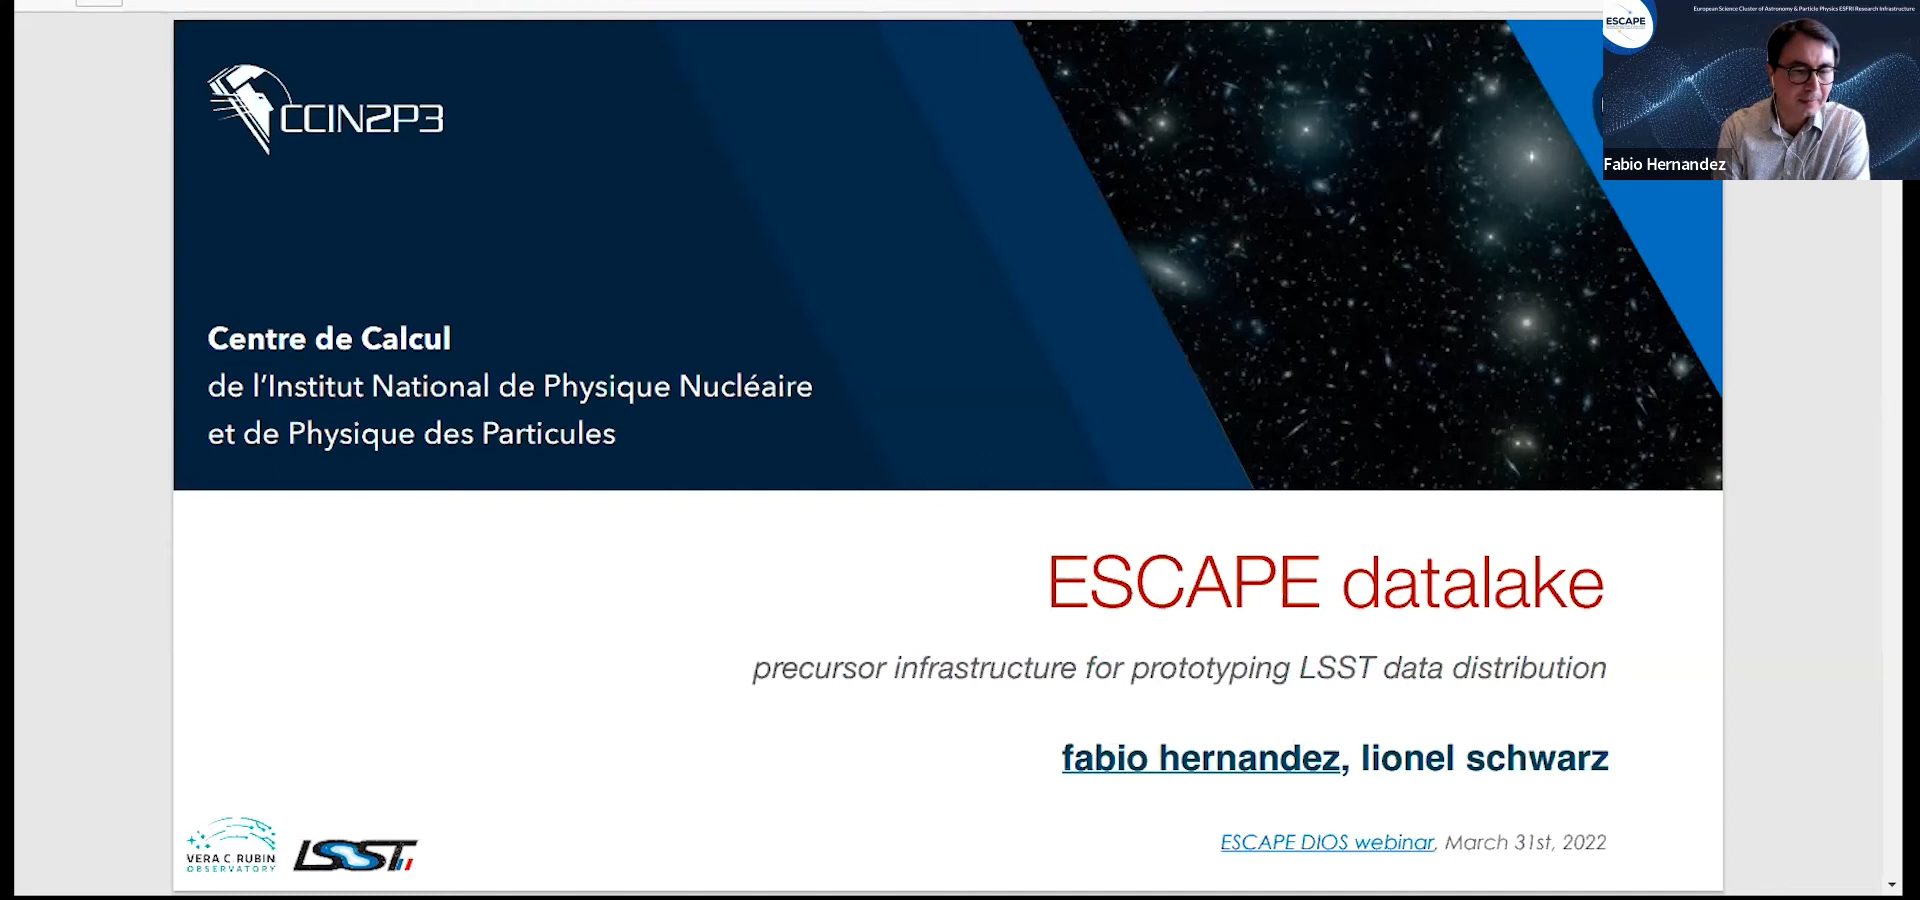 European Science Cluster of Astronomy & Particle Physics ESFRI Research Infrastructure
ESCAPE
Fabio Hernandez
CCIN2P3
Centre de Calcul
de l'Institut National de Physique Nucléaire
et de Physique des Particules
ESCAPE datalake
precursor infrastructure for prototyping LSST data distribution
fabio hernandez, lionel schwarz
ESCAPE DIOS webinar, March 31st, 2022
VERA C RUBIN
OBSERVATORY
LSST